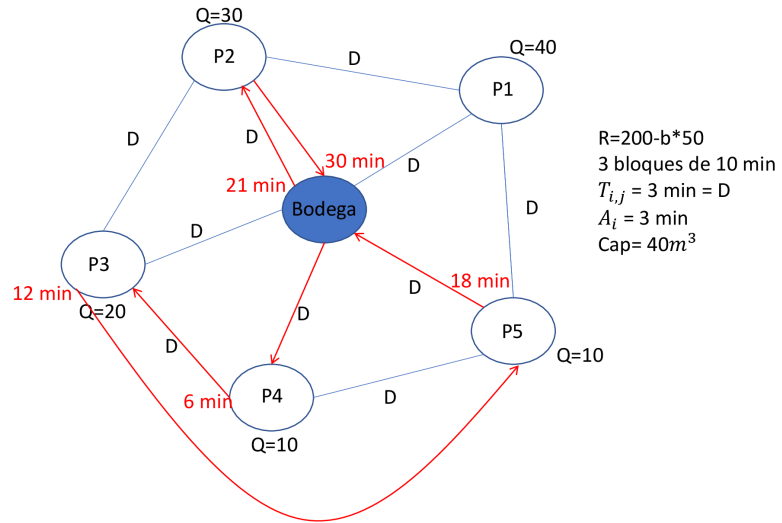 Q=30
P2
D
Q=40
P1
D
D
30 min
21 min
D
Bodega
D
D
P3
12 min
Q=20
D
18 min
D
D
P5
Q=10
D
6 min
P4
Q=10
D
R=200-b*50
3 bloques de 10 min
$T_{i,j}$ = 3 min = D
$A_i$ = 3 min
Cap= 40$m^3$